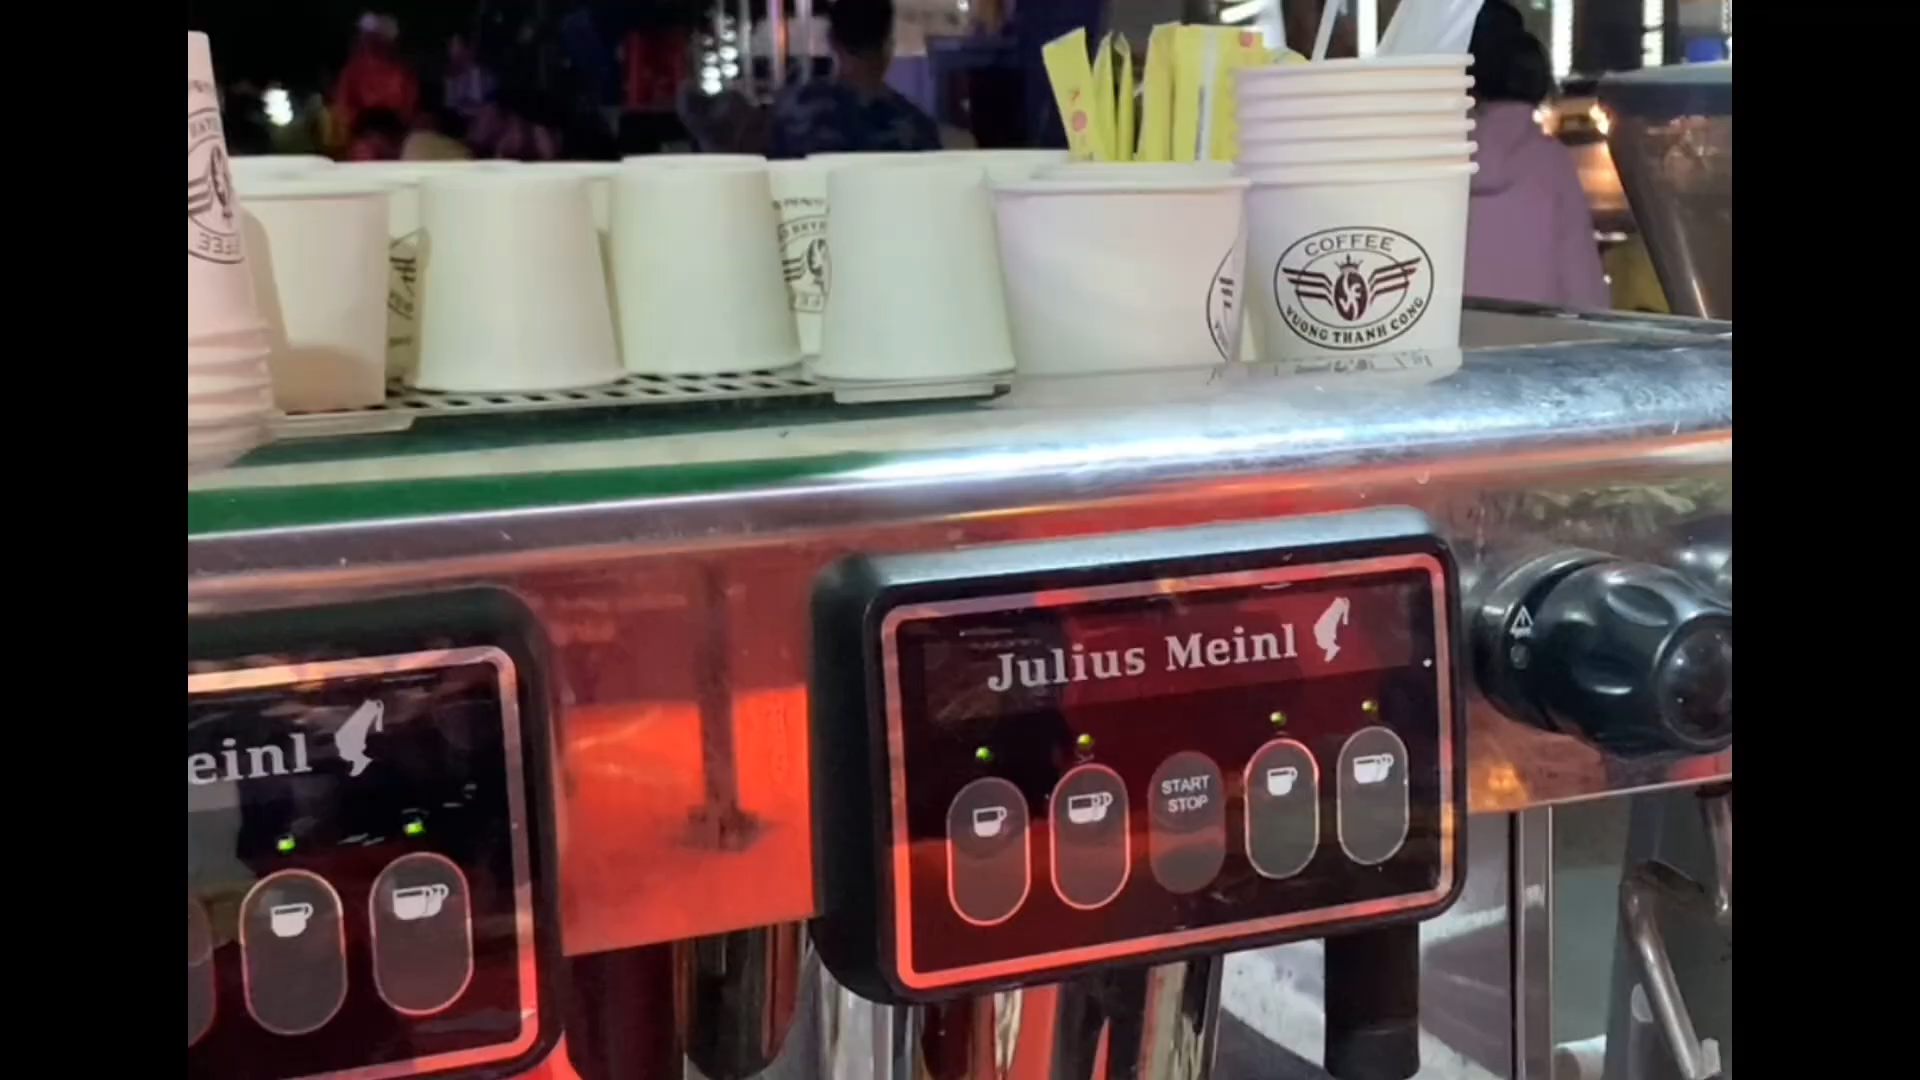 COFFEE
VUONG THANH CONG
Julius Meinl
START
STOP
einl